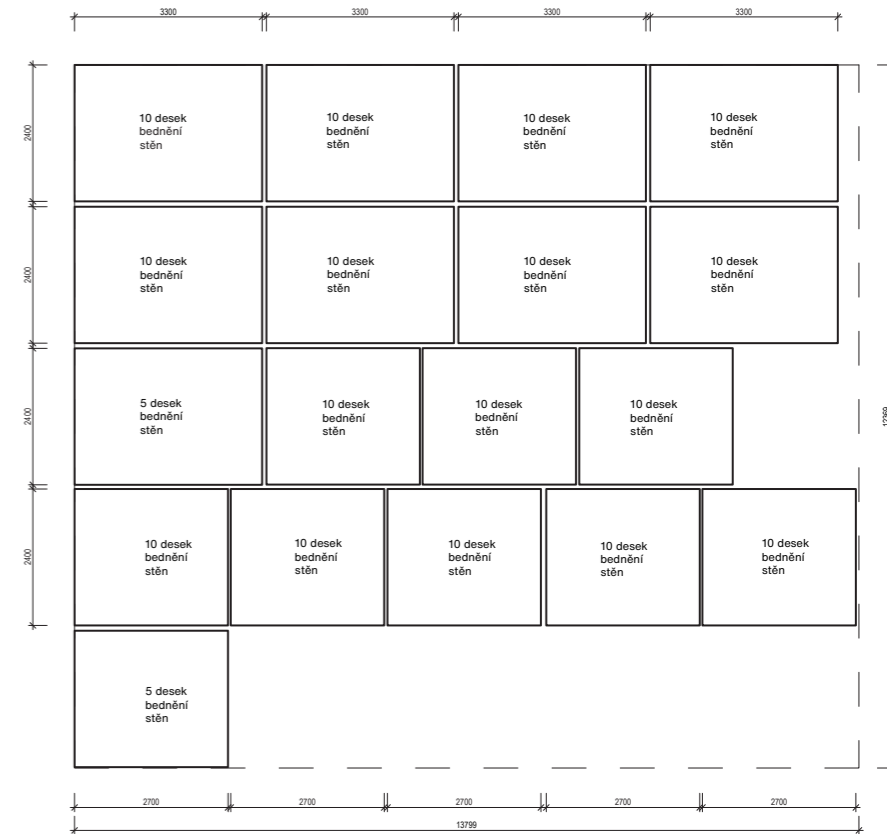 3300 3300 3300 3300
10 desek
bednění
stěn
10 desek
bednění
stěn
10 desek
bednění
stěn
10 desek
bednění
stěn
2400
10 desek
bednění
stěn
10 desek
bednění
stěn
10 desek
bednění
stěn
10 desek
bednění
stěn
2400
5 desek
bednění
stěn
10 desek
bednění
stěn
10 desek
bednění
stěn
10 desek
bednění
stěn
2400
12369
10 desek
bednění
stěn
10 desek
bednění
stěn
10 desek
bednění
stěn
10 desek
bednění
stěn
10 desek
bednění
stěn
2400
5 desek
bednění
stěn
2700 2700 2700 2700 2700
13799